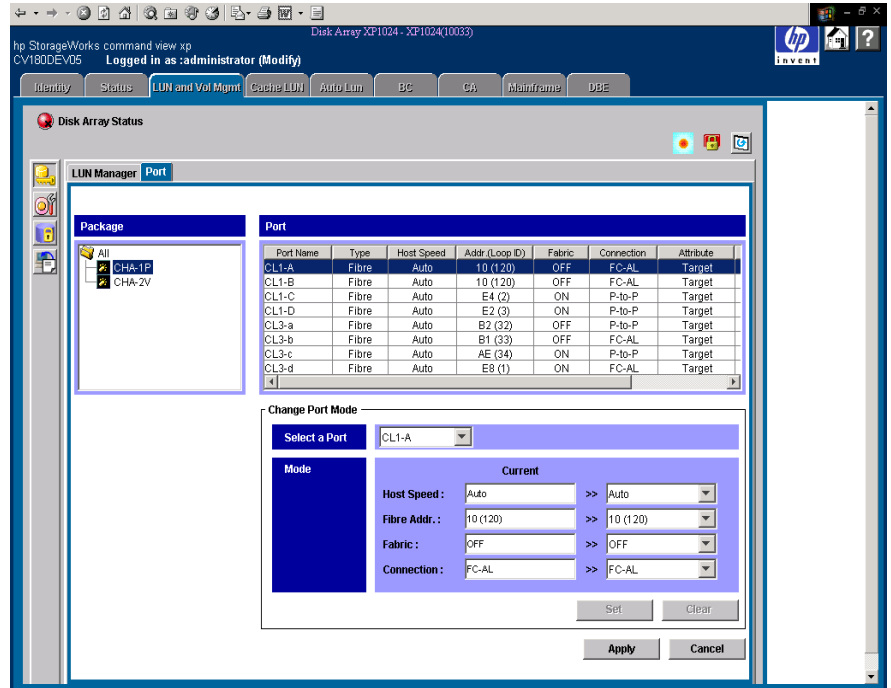 Disk Array XP1024 - XP1024(10033)
hp StorageWorks command view xp
CV180DEV05 Logged in as :administrator (Modify)
hp
invent
?
Identity Status LUN and Vol Mgmt Cache LUN Auto Lun BC CA Mainframe DBE
Disk Array Status
LUN Manager Port
Package
All
CHA-1P
CHA-2V
Port
Port Name Type Host Speed Addr.(Loop ID) Fabric Connection Attribute
CL1-A Fibre Auto 10 (120) OFF FC-AL Target
CL1-B Fibre Auto 10 (120) OFF FC-AL Target
CL1-C Fibre Auto E4 (2) ON P-to-P Target
CL1-D Fibre Auto E2 (3) ON P-to-P Target
CL3-a Fibre Auto B2 (32) OFF P-to-P Target
CL3-b Fibre Auto B1 (33) OFF FC-AL Target
CL3-c Fibre Auto AE (34) ON P-to-P Target
CL3-d Fibre Auto E8 (1) ON FC-AL Target
Change Port Mode
Select a Port CL1-A
Mode Current
Host Speed : Auto >> Auto
Fibre Addr. : 10 (120) >> 10 (120)
Fabric : OFF >> OFF
Connection : FC-AL >> FC-AL
Set Clear
Apply Cancel